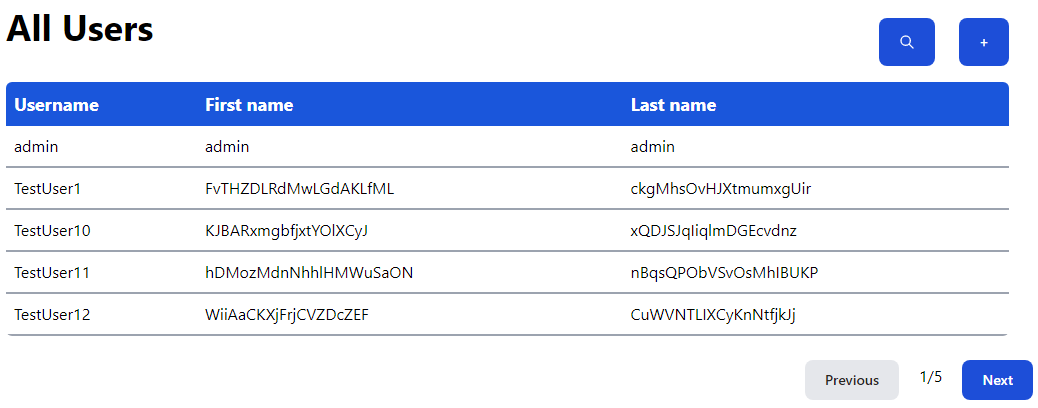 All Users
+
Username First name Last name
admin admin admin
TestUser1 FvTHZDLRdMwLGdAKLfML ckgMhsOvHJXtmumxgUir
TestUser10 KJBARxmgbfjxtYOlXCyJ xQDJSJqIiqlmDGEcvdnz
TestUser11 hDMozMdnNhhlHMWuSaON nBqsQPObVSvOsMhIBUKP
TestUser12 WiiAaCKXjFrjCVZDcZEF CuWVNTLIXCyKnNtfjkJj
Previous 1/5 Next